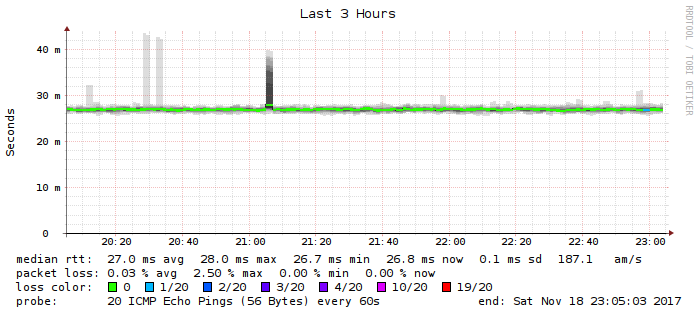 Last 3 Hours
RRDTOOL / TOBI OETIKER
Seconds
40 m
30 m
20 m
10 m
0
20:20 20:40 21:00 21:20 21:40 22:00 22:20 22:40 23:00
median rtt: 27.0 ms avg 28.0 ms max 26.7 ms min 26.8 ms now 0.1 ms sd 187.1 am/s
packet loss: 0.03 % avg 2.50 % max 0.00 % min 0.00 % now
loss color: 0 1/20 2/20 3/20 4/20 10/20 19/20
probe: 20 ICMP Echo Pings (56 Bytes) every 60s end: Sat Nov 18 23:05:03 2017